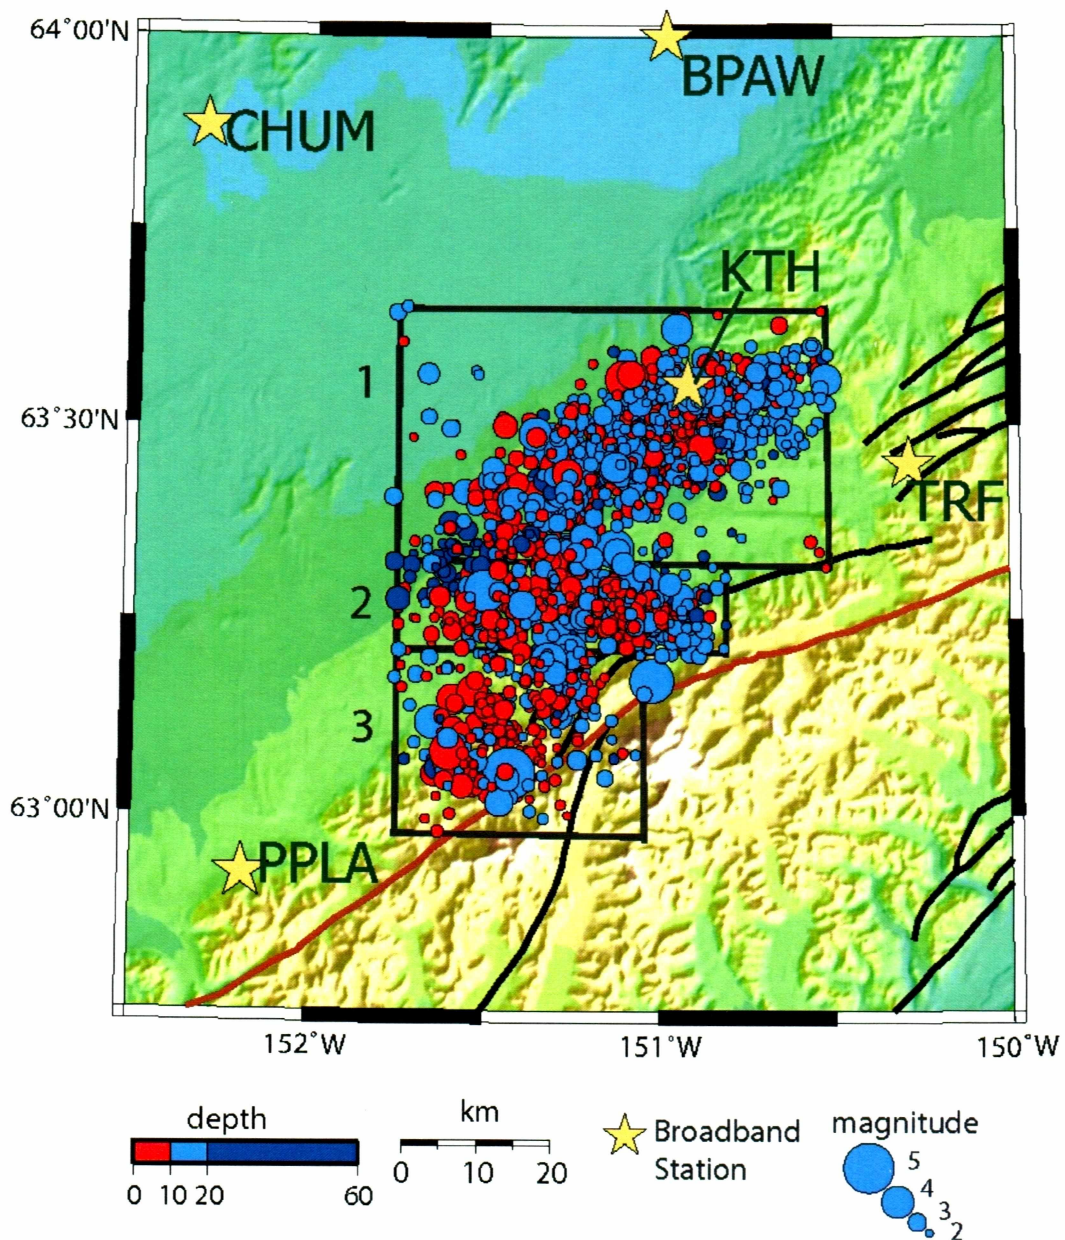 64°00'N
BPAW
CHUM
KTH
1
63°30'N
TRF
2
3
63°00'N
PPLA
152°W
151°W
150°W
depth
0 10 20 60
km
0 10 20
Broadband
Station
magnitude
5
4
3
2